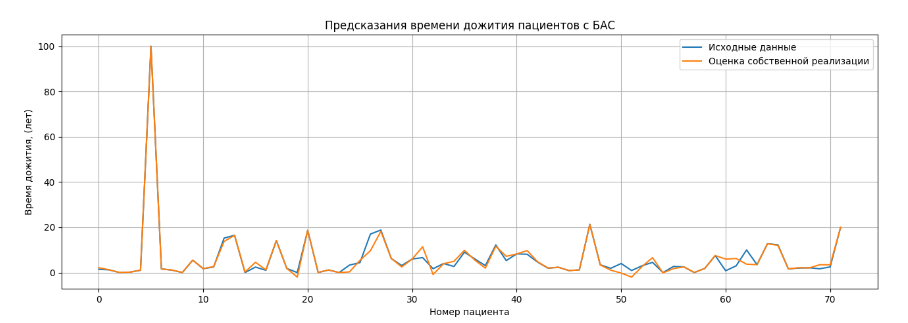 Предсказания времени дожития пациентов с БАС
Исходные данные
Оценка собственной реализации
Время дожития, (лет)
100
80
60
40
20
0
0
10
20
30
40
50
60
70
Номер пациента